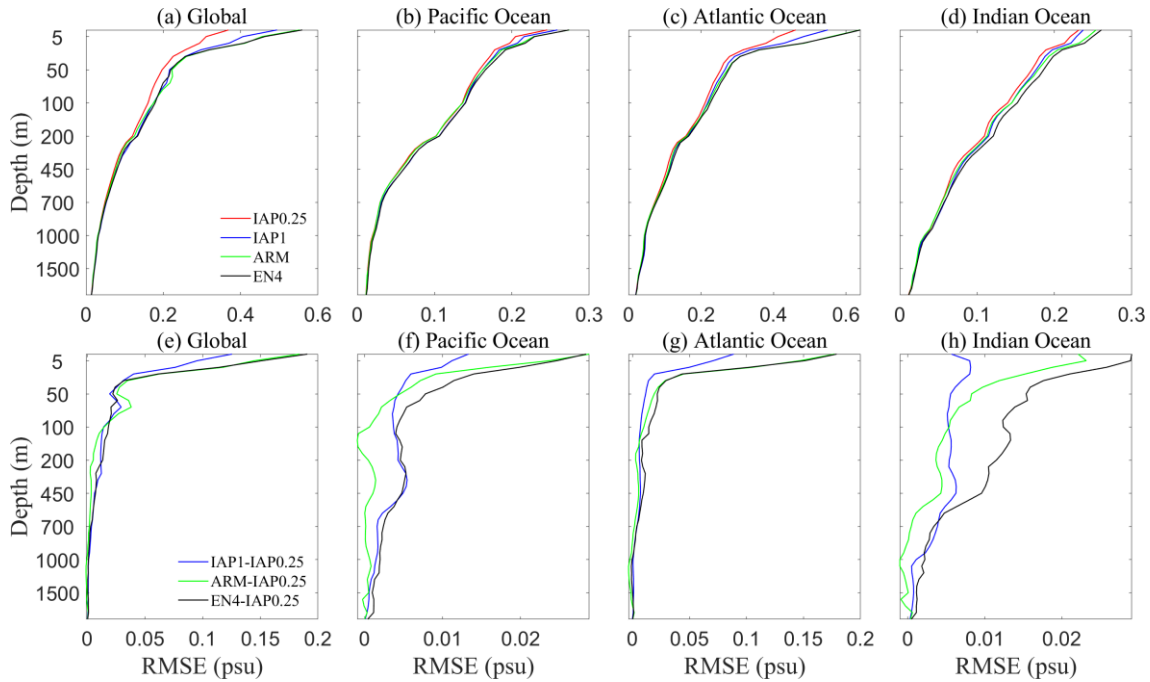 (a) Global
(b) Pacific Ocean
(c) Atlantic Ocean
(d) Indian Ocean
Depth (m)
5
50
100
200
450
700
1000
1500
IAP0.25
IAP1
ARM
EN4
0 0.2 0.4 0.6
0 0.1 0.2 0.3
0 0.2 0.4 0.6
0 0.1 0.2 0.3
(e) Global
(f) Pacific Ocean
(g) Atlantic Ocean
(h) Indian Ocean
Depth (m)
5
50
100
200
450
700
1000
1500
IAP1-IAP0.25
ARM-IAP0.25
EN4-IAP0.25
0 0.05 0.1 0.15 0.2
0 0.01 0.02
0 0.05 0.1 0.15 0.2
0 0.01 0.02
RMSE (psu)
RMSE (psu)
RMSE (psu)
RMSE (psu)